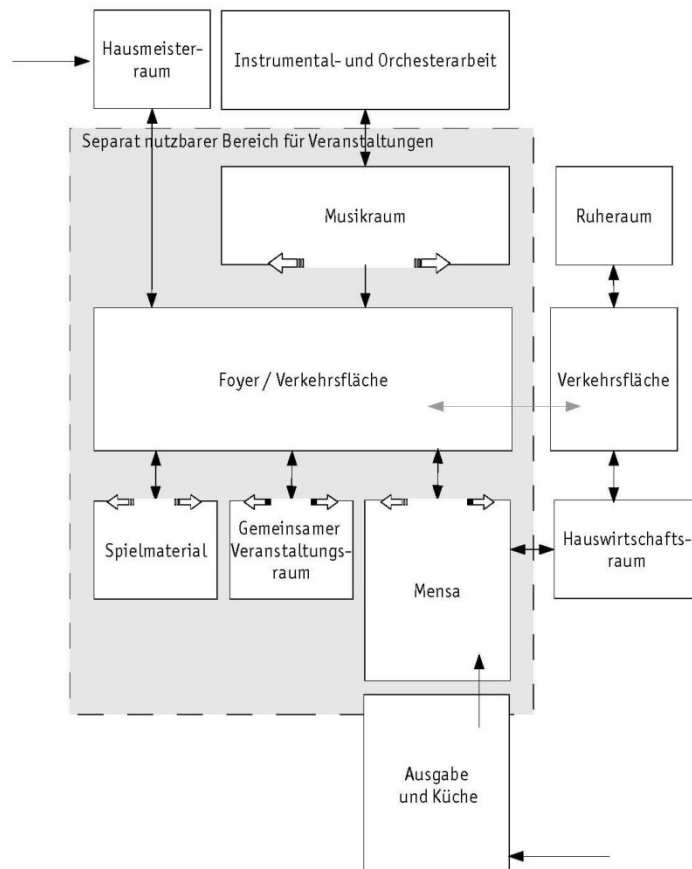 Hausmeister-
raum
Instrumental- und Orchesterarbeit
Separat nutzbarer Bereich für Veranstaltungen
Musikraum
Ruheraum
Foyer / Verkehrsfläche
Verkehrsfläche
Spielmaterial
Gemeinsamer
Veranstaltungs-
raum
Mensa
Hauswirtschafts-
raum
Ausgabe
und Küche